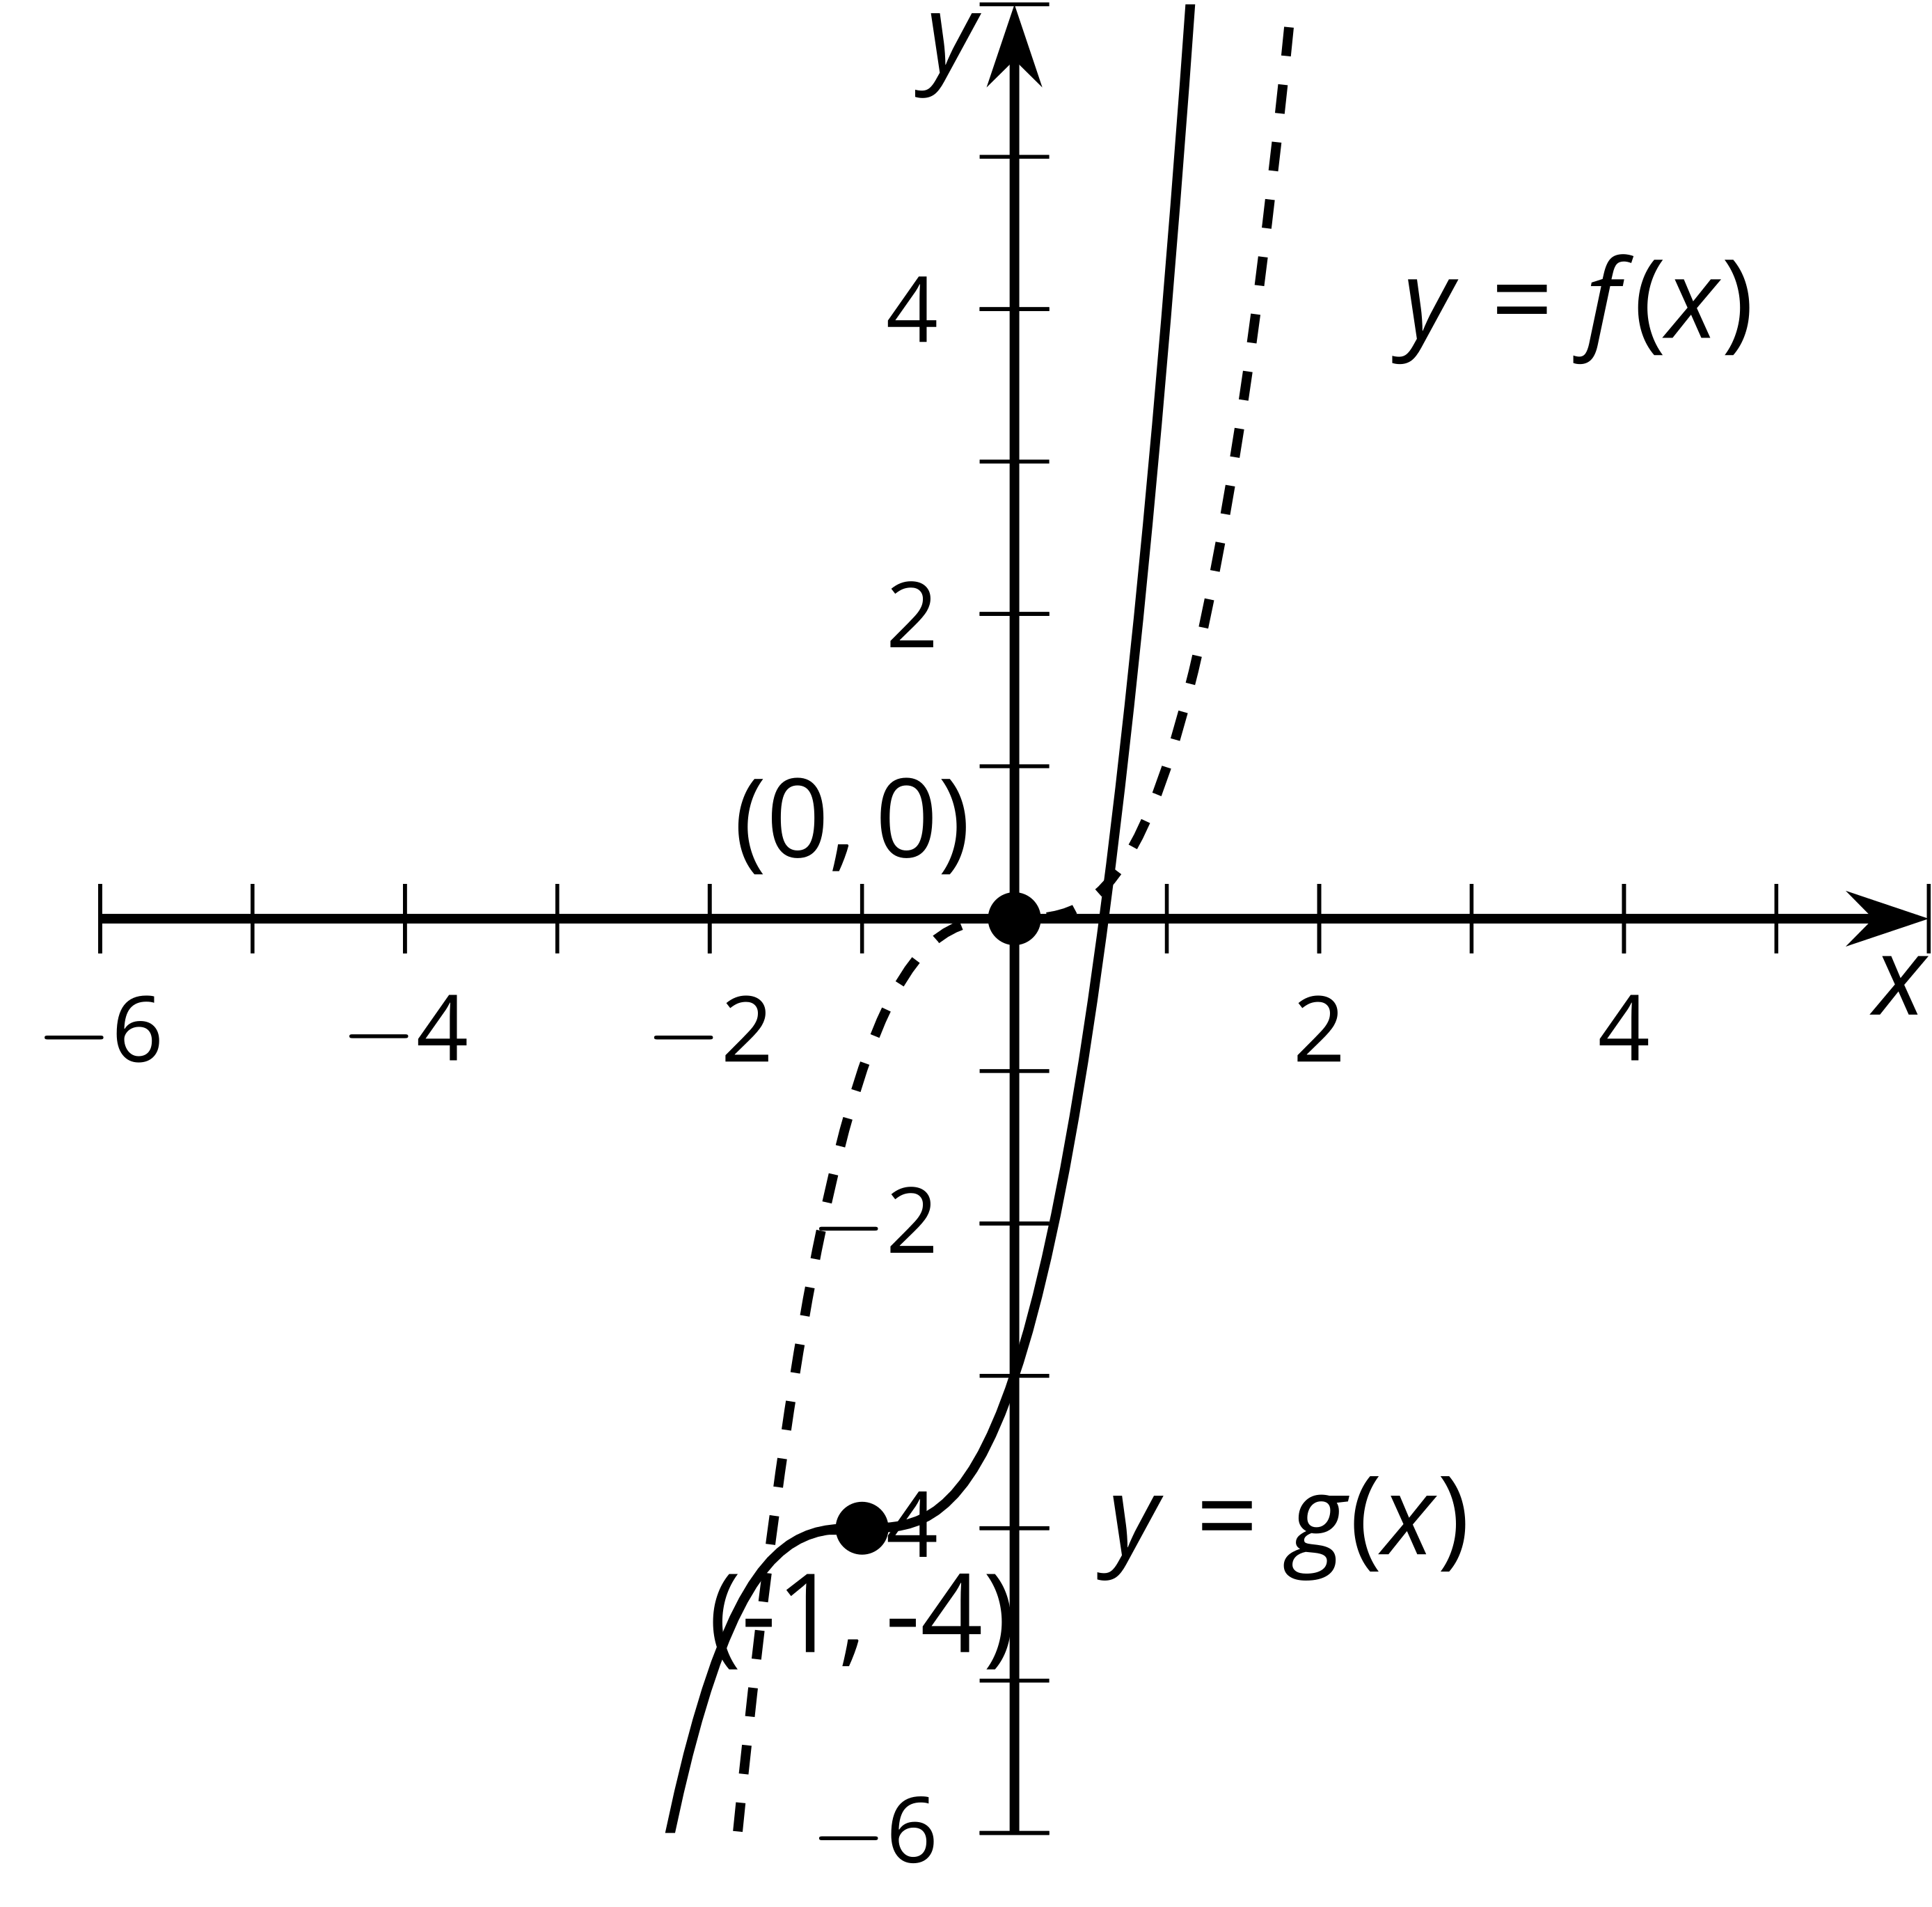 y
4
y = f(x)
2
(0, 0)
−6 −4 −2 2 4 x
−2
4
y = g(x)
(-1, -4)
−6